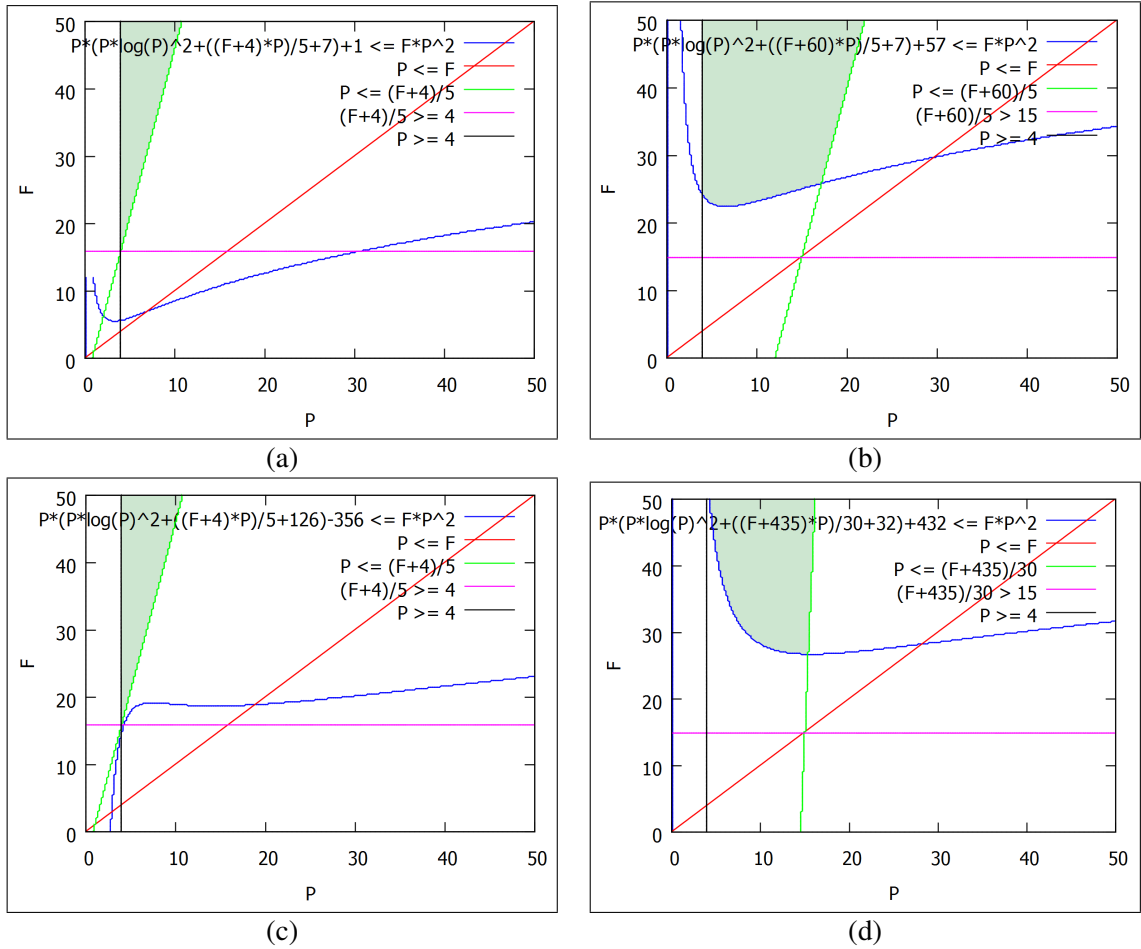 50
40
30
20
10
0
F
P*(P*log(P)^2+((F+4)*P)/5+7)+1 <= F*P^2
P <= F
P <= (F+4)/5
(F+4)/5 >= 4
P >= 4
0 10 20 30 40 50
P
(a)
50
40
30
20
10
0
F
P*(P*log(P)^2+((F+60)*P)/5+7)+57 <= F*P^2
P <= F
P <= (F+60)/5
(F+60)/5 > 15
P >= 4
0 10 20 30 40 50
P
(b)
50
40
30
20
10
0
F
P*(P*log(P)^2+((F+4)*P)/5+126)-356 <= F*P^2
P <= F
P <= (F+4)/5
(F+4)/5 >= 4
P >= 4
0 10 20 30 40 50
P
(c)
50
40
30
20
10
0
F
P*(P*log(P)^2+((F+435)*P)/30+32)+432 <= F*P^2
P <= F
P <= (F+435)/30
(F+435)/30 > 15
P >= 4
0 10 20 30 40 50
P
(d)